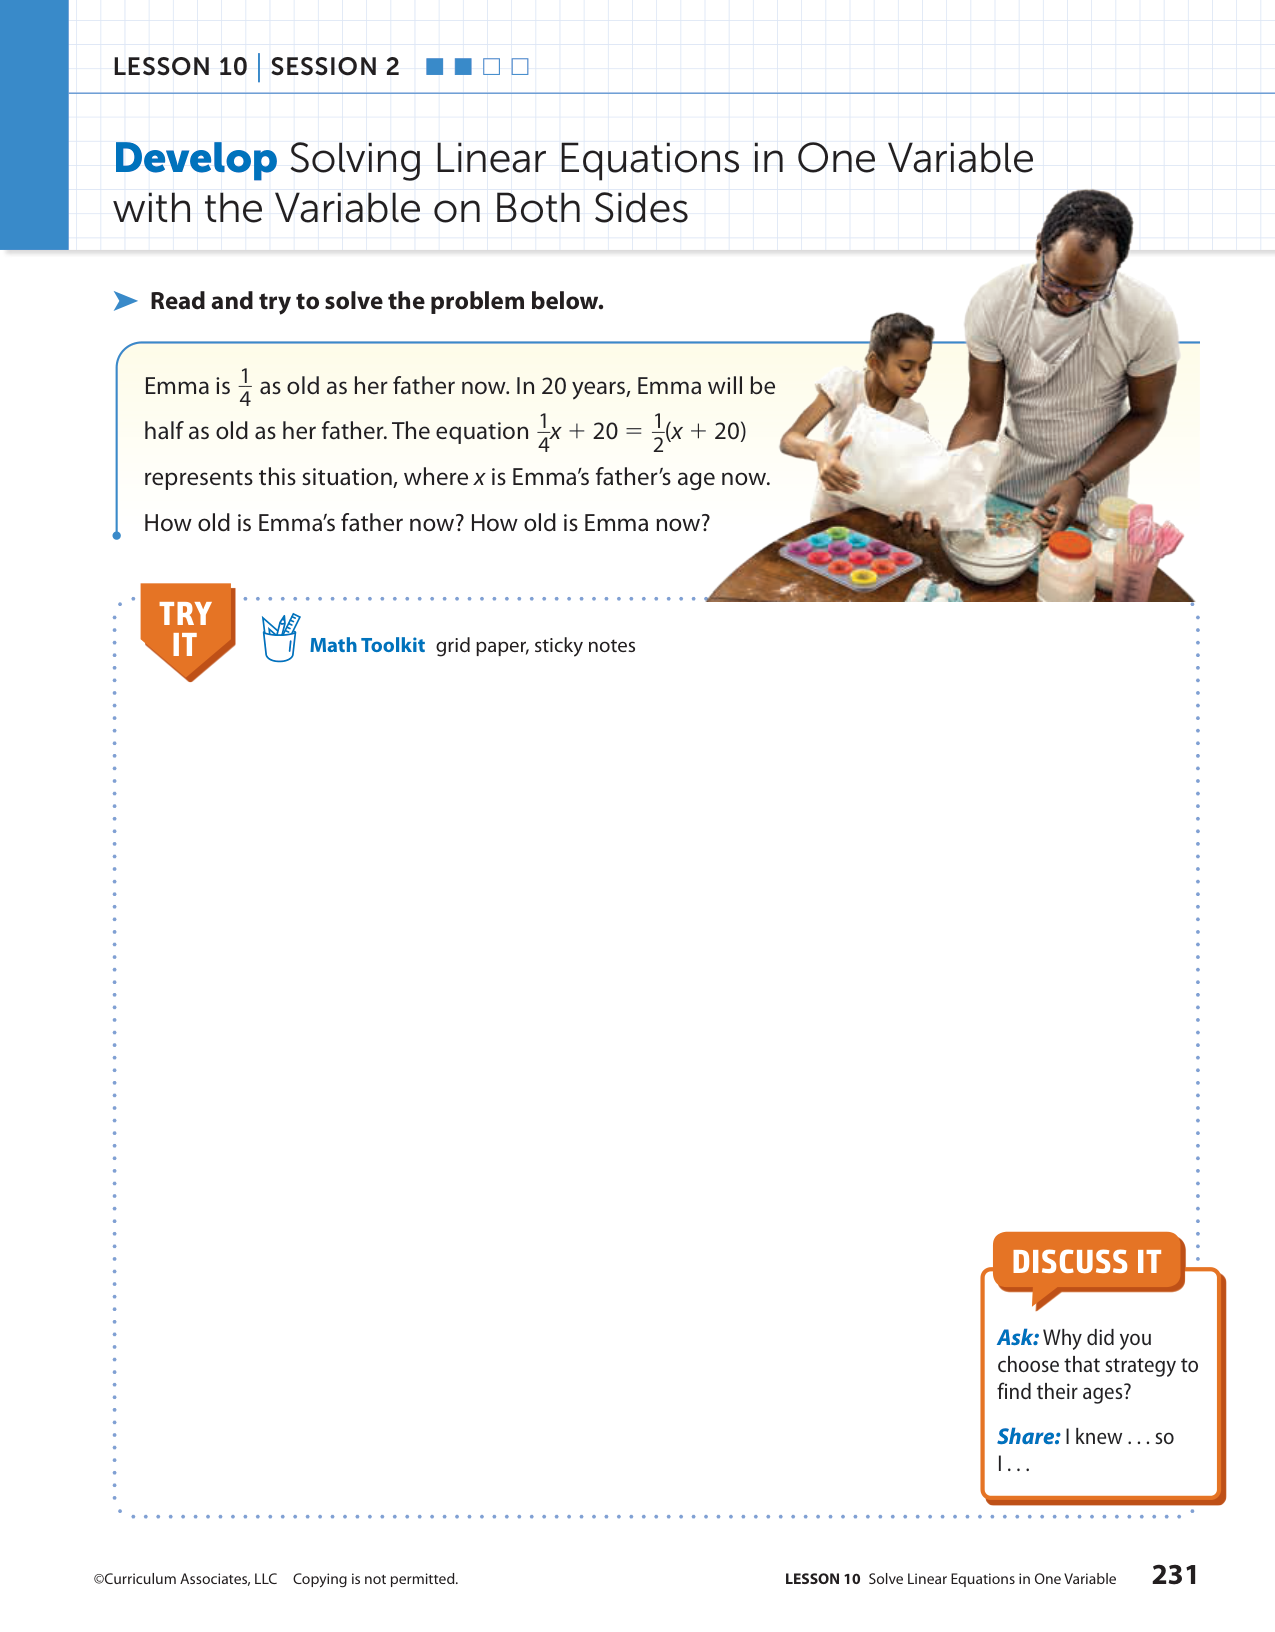 LESSON 10 | SESSION 2
Develop Solving Linear Equations in One Variable
with the Variable on Both Sides
Read and try to solve the problem below.
Emma is 1/4 as old as her father now. In 20 years, Emma will be
half as old as her father. The equation 1/4x + 20 = 1/2(x + 20)
represents this situation, where x is Emma’s father’s age now.
How old is Emma’s father now? How old is Emma now?
TRY
IT
Math Toolkit grid paper, sticky notes
DISCUSS IT
Ask: Why did you
choose that strategy to
find their ages?
Share: I knew . . . so
I . . .
©Curriculum Associates, LLC Copying is not permitted.
LESSON 10 Solve Linear Equations in One Variable 231